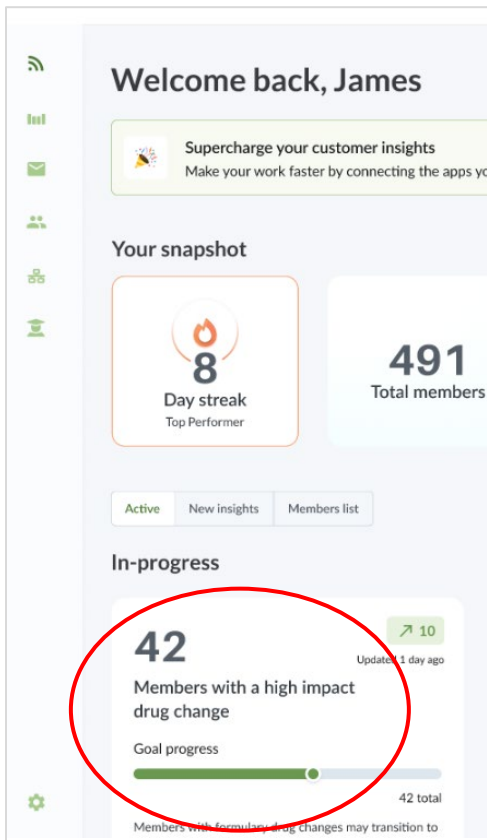 Welcome back, James
Supercharge your customer insights
Make your work faster by connecting the apps
Your snapshot
8
Day streak
Top Performer
491
Total members
Active New insights Members list
In-progress
42
10
Updated 1 day ago
Members with a high impact
drug change
Goal progress
42 total
Members with formulary drug changes may transition to